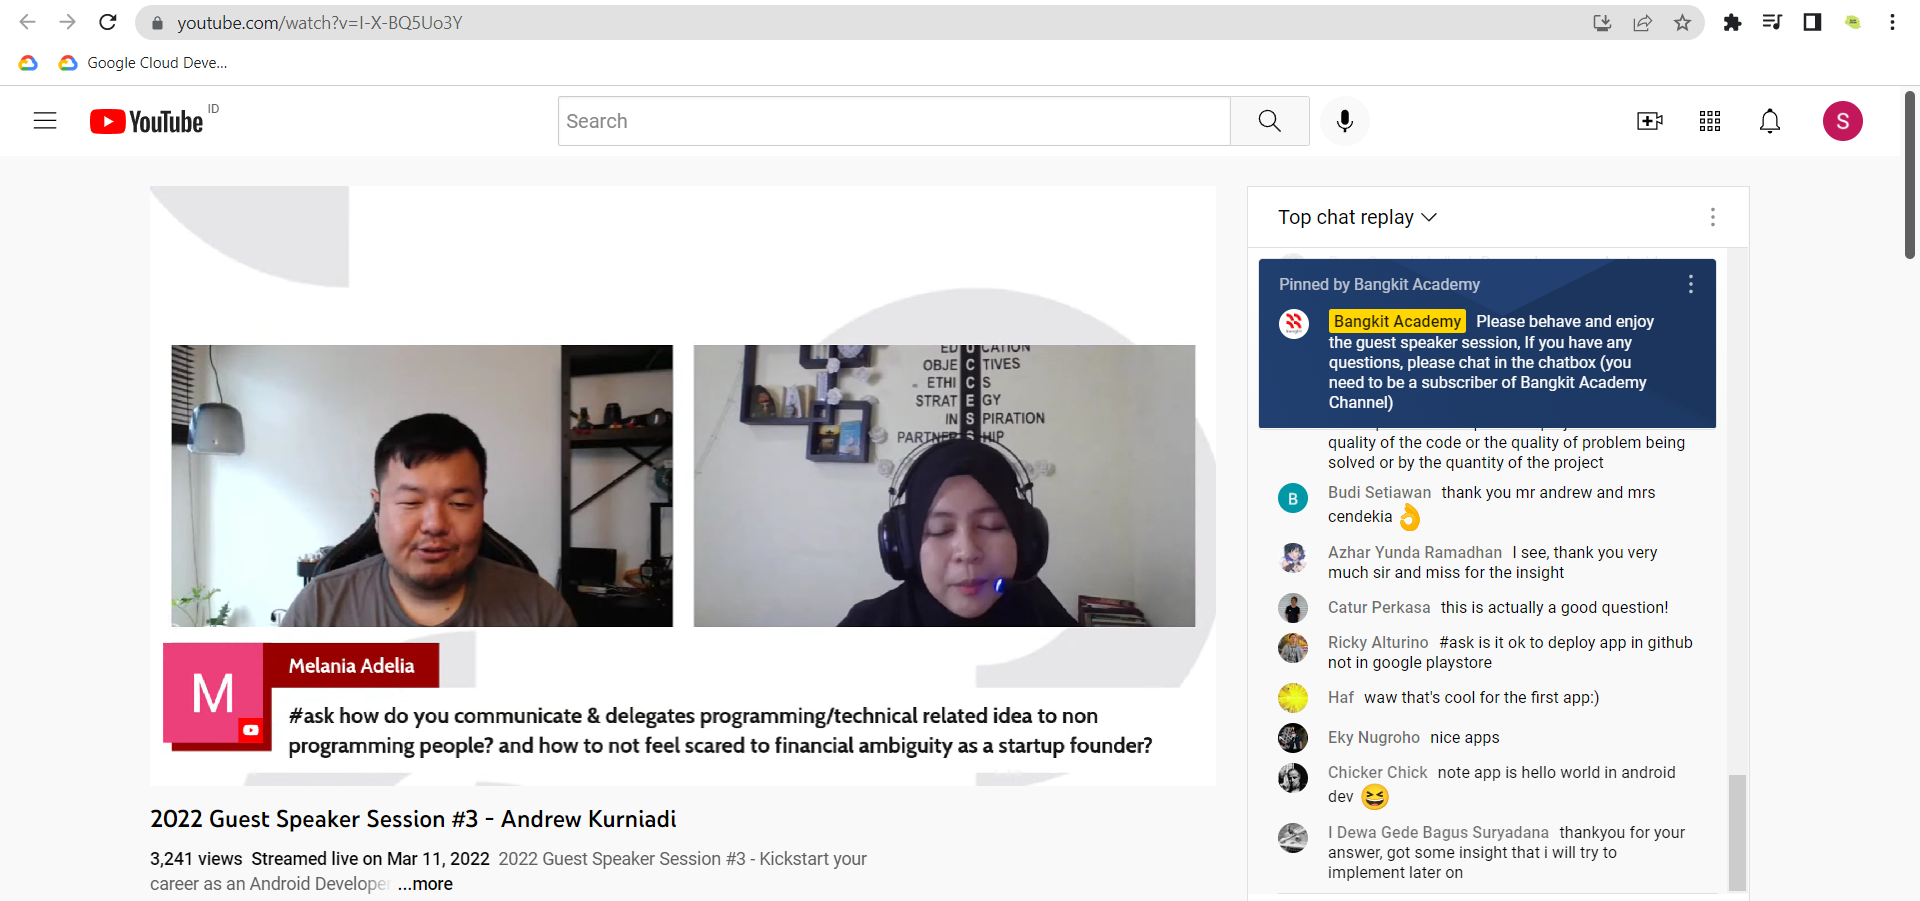 youtube.com/watch?v=I-X-BQ5Uo3Y
Google Cloud Deve...
YouTube ID
Search
S
EDUCATION
OBJECTIVES
ETHICS
STRATEGY
INSPIRATION
PARTNERSHIP
M
Melania Adelia
#ask how do you communicate & delegates programming/technical related idea to non
programming people? and how to not feel scared to financial ambiguity as a startup founder?
2022 Guest Speaker Session #3 - Andrew Kurniadi
3,241 views Streamed live on Mar 11, 2022 2022 Guest Speaker Session #3 - Kickstart your
career as an Android Developer ...more
Top chat replay
Pinned by Bangkit Academy
Bangkit Academy Please behave and enjoy
the guest speaker session, If you have any
questions, please chat in the chatbox (you
need to be a subscriber of Bangkit Academy
Channel)
quality of the code or the quality of problem being
solved or by the quantity of the project
B
Budi Setiawan thank you mr andrew and mrs
cendekia 👌
Azhar Yunda Ramadhan I see, thank you very
much sir and miss for the insight
Catur Perkasa this is actually a good question!
Ricky Alturino #ask is it ok to deploy app in github
not in google playstore
Haf waw that's cool for the first app:)
Eky Nugroho nice apps
Chicker Chick note app is hello world in android
dev 😆
I Dewa Gede Bagus Suryadana thankyou for your
answer, got some insight that i will try to
implement later on